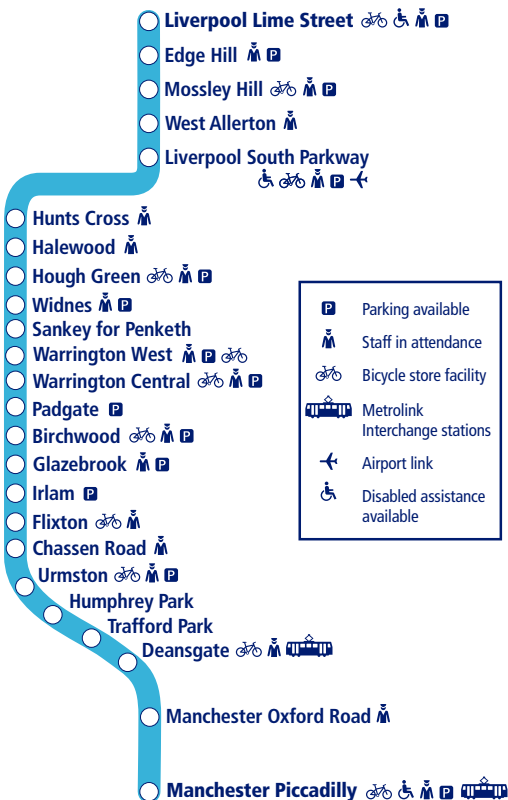 Liverpool Lime Street
Edge Hill
Mossley Hill
West Allerton
Liverpool South Parkway
Hunts Cross
Halewood
Hough Green
Widnes
Sankey for Penketh
Warrington West
Warrington Central
Padgate
Birchwood
Glazebrook
Irlam
Flixton
Chassen Road
Urmston
Humphrey Park
Trafford Park
Deansgate
Manchester Oxford Road
Manchester Piccadilly
P Parking available
Staff in attendance
Bicycle store facility
Metrolink
Interchange stations
Airport link
Disabled assistance
available